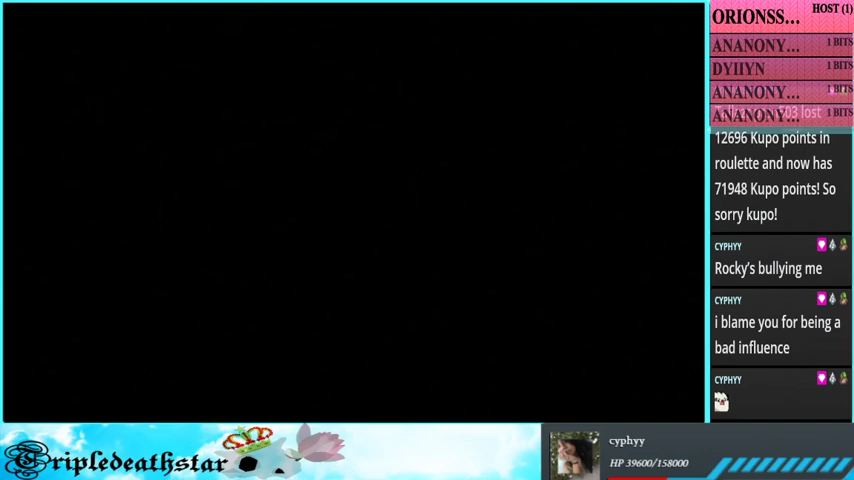 HOST (1)
ORIONSS...
ANANONY... 1 BITS
DYIIYN 1 BITS
ANANONY...
ANANONY... 1 BITS
03 lost
12696 Kupo points in
roulette and now has
71948 Kupo points! So
sorry kupo!
CYPHYY
Rocky's bullying me
CYPHYY
i blame you for being a
bad influence
CYPHYY
Tripledeathstar
cyphyy
HP 39600/158000